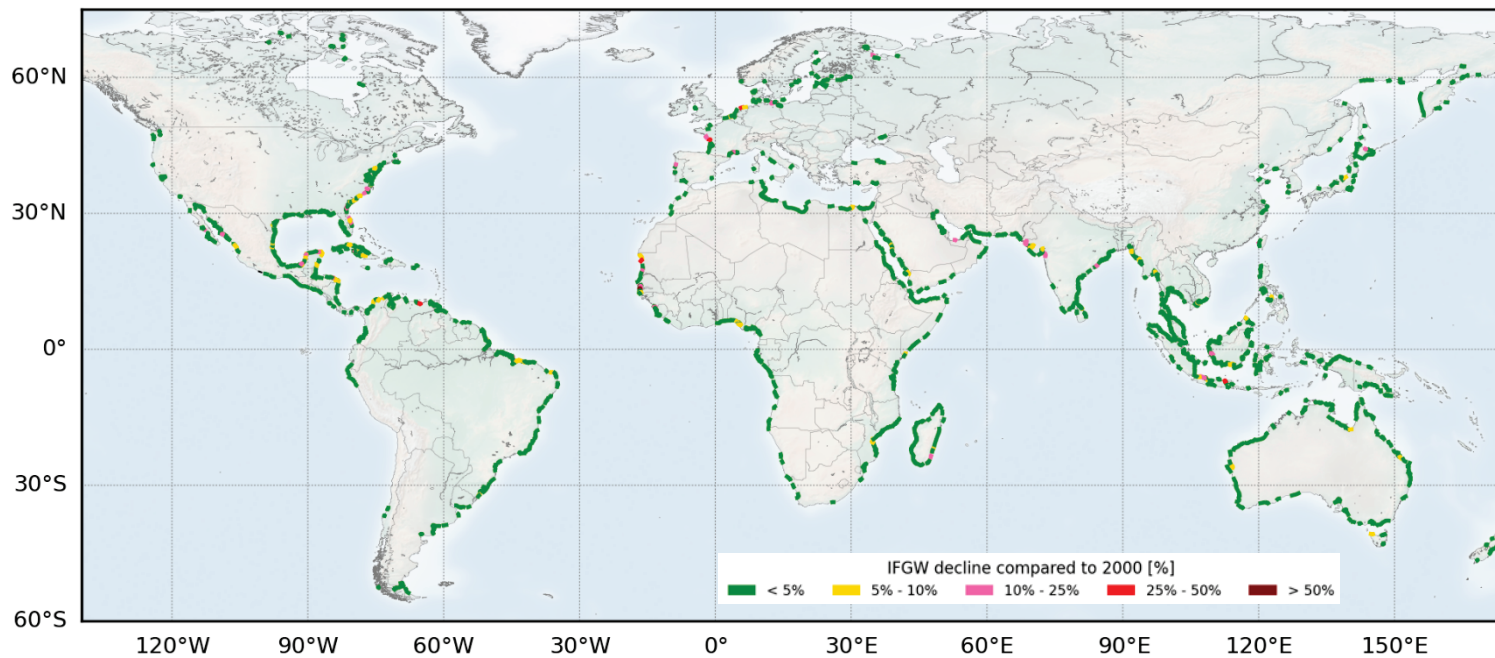 60°N
30°N
0°
30°S
60°S
IFGW decline compared to 2000 [%]
< 5% 5% - 10% 10% - 25% 25% - 50% > 50%
120°W 90°W 60°W 30°W 0° 30°E 60°E 90°E 120°E 150°E